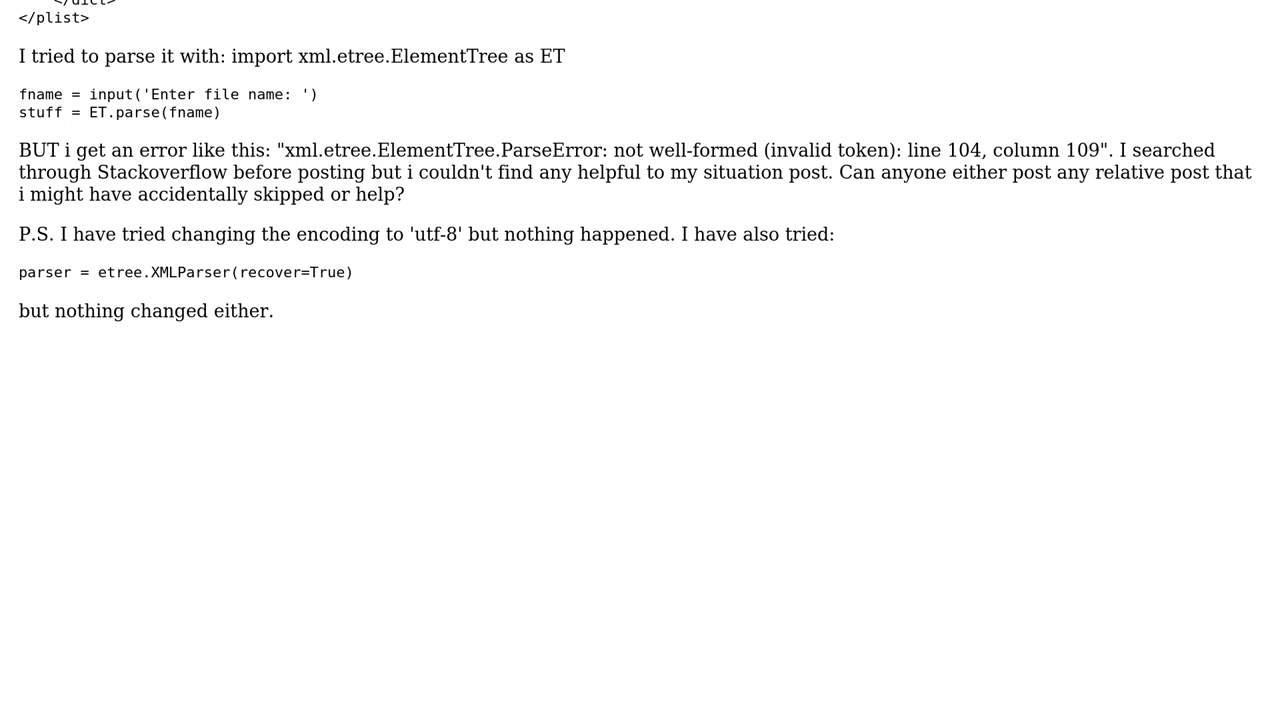 </dict>
</plist>
I tried to parse it with: import xml.etree.ElementTree as ET
fname = input('Enter file name: ')
stuff = ET.parse(fname)
BUT i get an error like this: "xml.etree.ElementTree.ParseError: not well-formed (invalid token): line 104, column 109". I searched
through Stackoverflow before posting but i couldn't find any helpful to my situation post. Can anyone either post any relative post that
i might have accidentally skipped or help?
P.S. I have tried changing the encoding to 'utf-8' but nothing happened. I have also tried:
parser = etree.XMLParser(recover=True)
but nothing changed either.